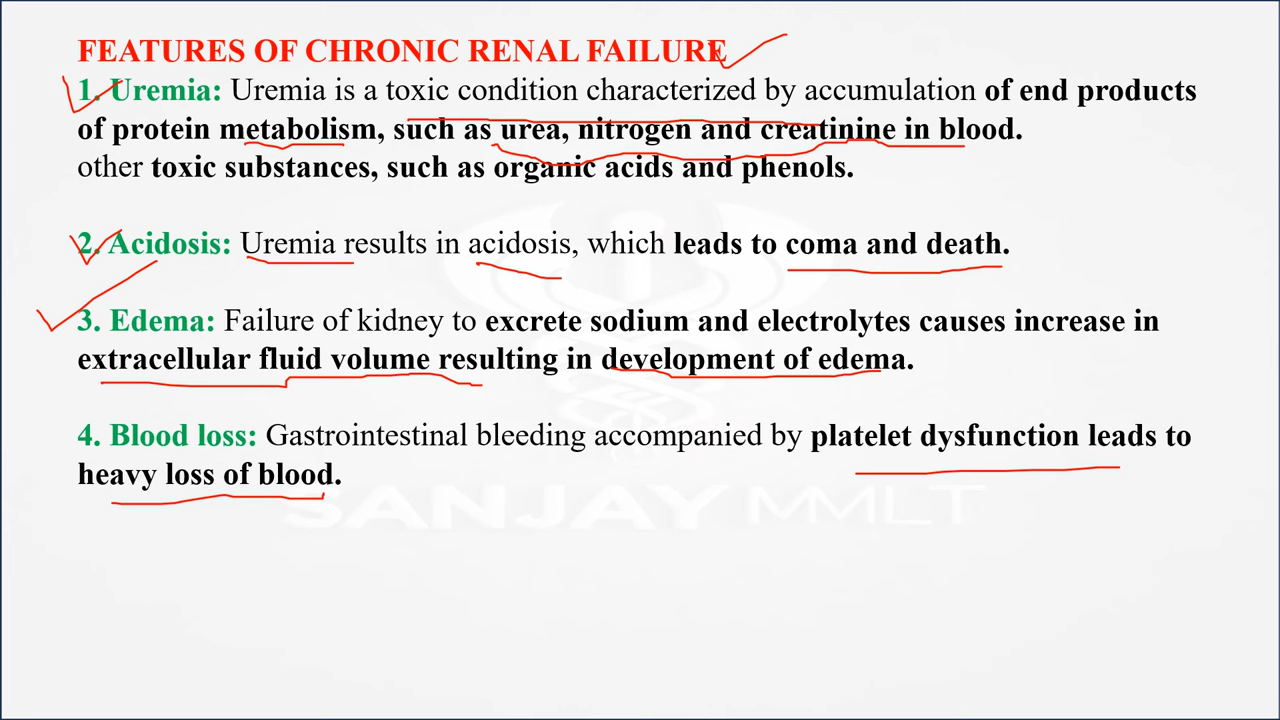 FEATURES OF CHRONIC RENAL FAILURE
1. Uremia: Uremia is a toxic condition characterized by accumulation of end products
of protein metabolism, such as urea, nitrogen and creatinine in blood.
other toxic substances, such as organic acids and phenols.
2. Acidosis: Uremia results in acidosis, which leads to coma and death.
3. Edema: Failure of kidney to excrete sodium and electrolytes causes increase in
extracellular fluid volume resulting in development of edema.
4. Blood loss: Gastrointestinal bleeding accompanied by platelet dysfunction leads to
heavy loss of blood.
SANJAY MMLT